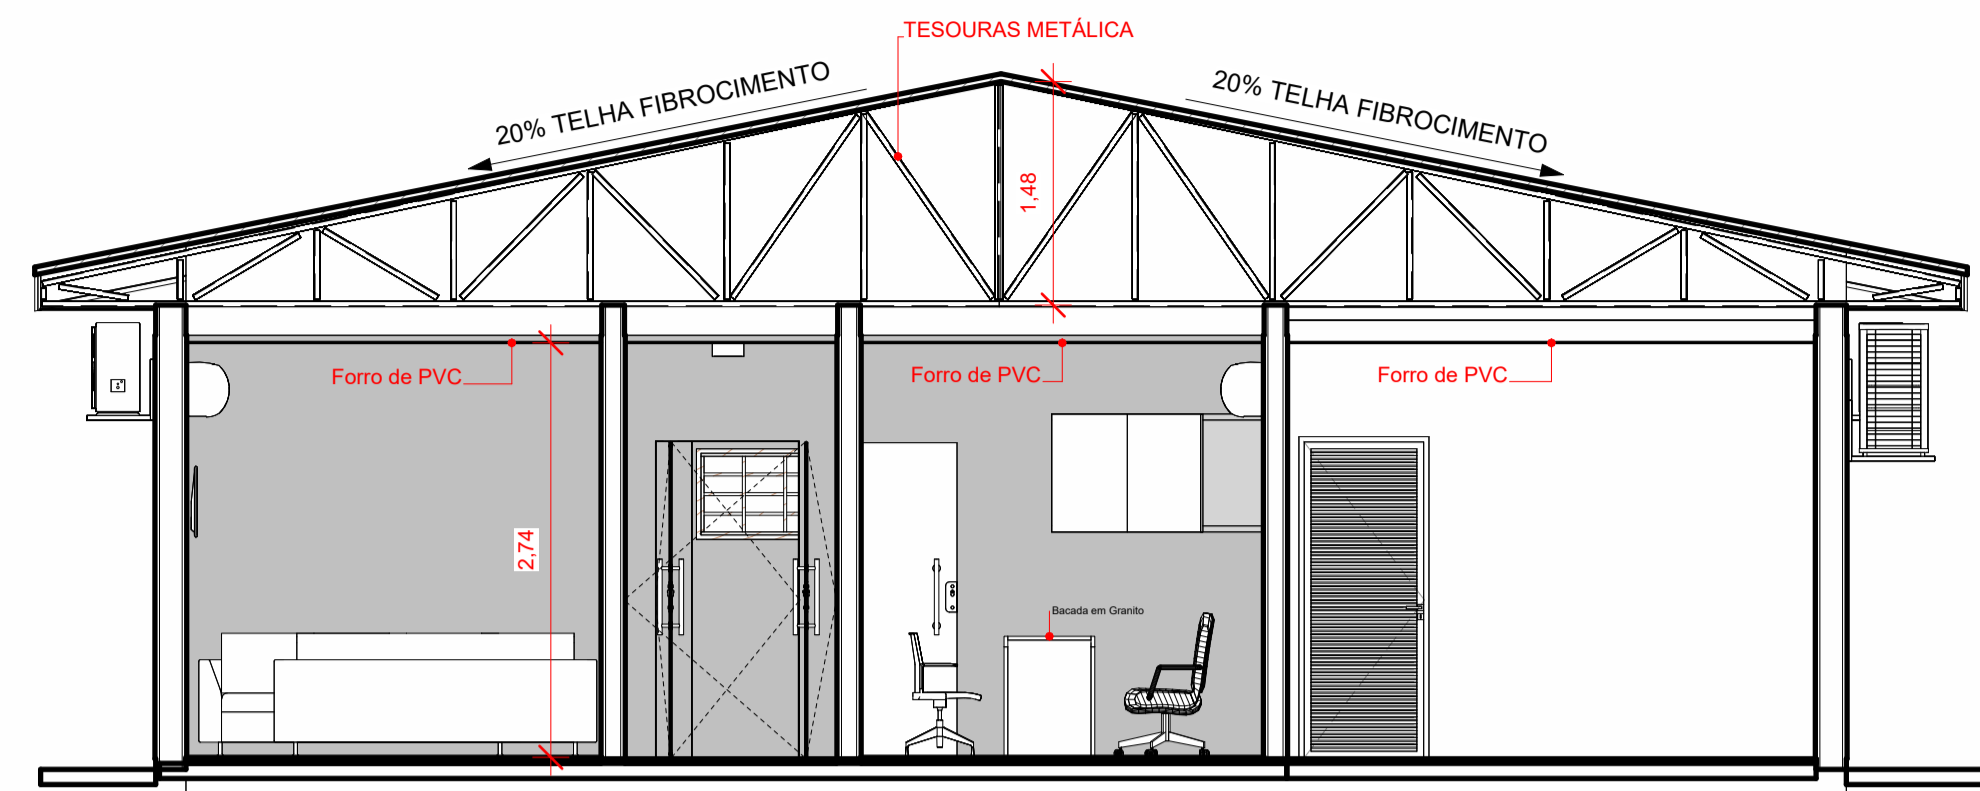 TESOURAS METÁLICA
20% TELHA FIBROCIMENTO
20% TELHA FIBROCIMENTO
1,48
Forro de PVC
Forro de PVC
Forro de PVC
2,74
Bacada em Granito